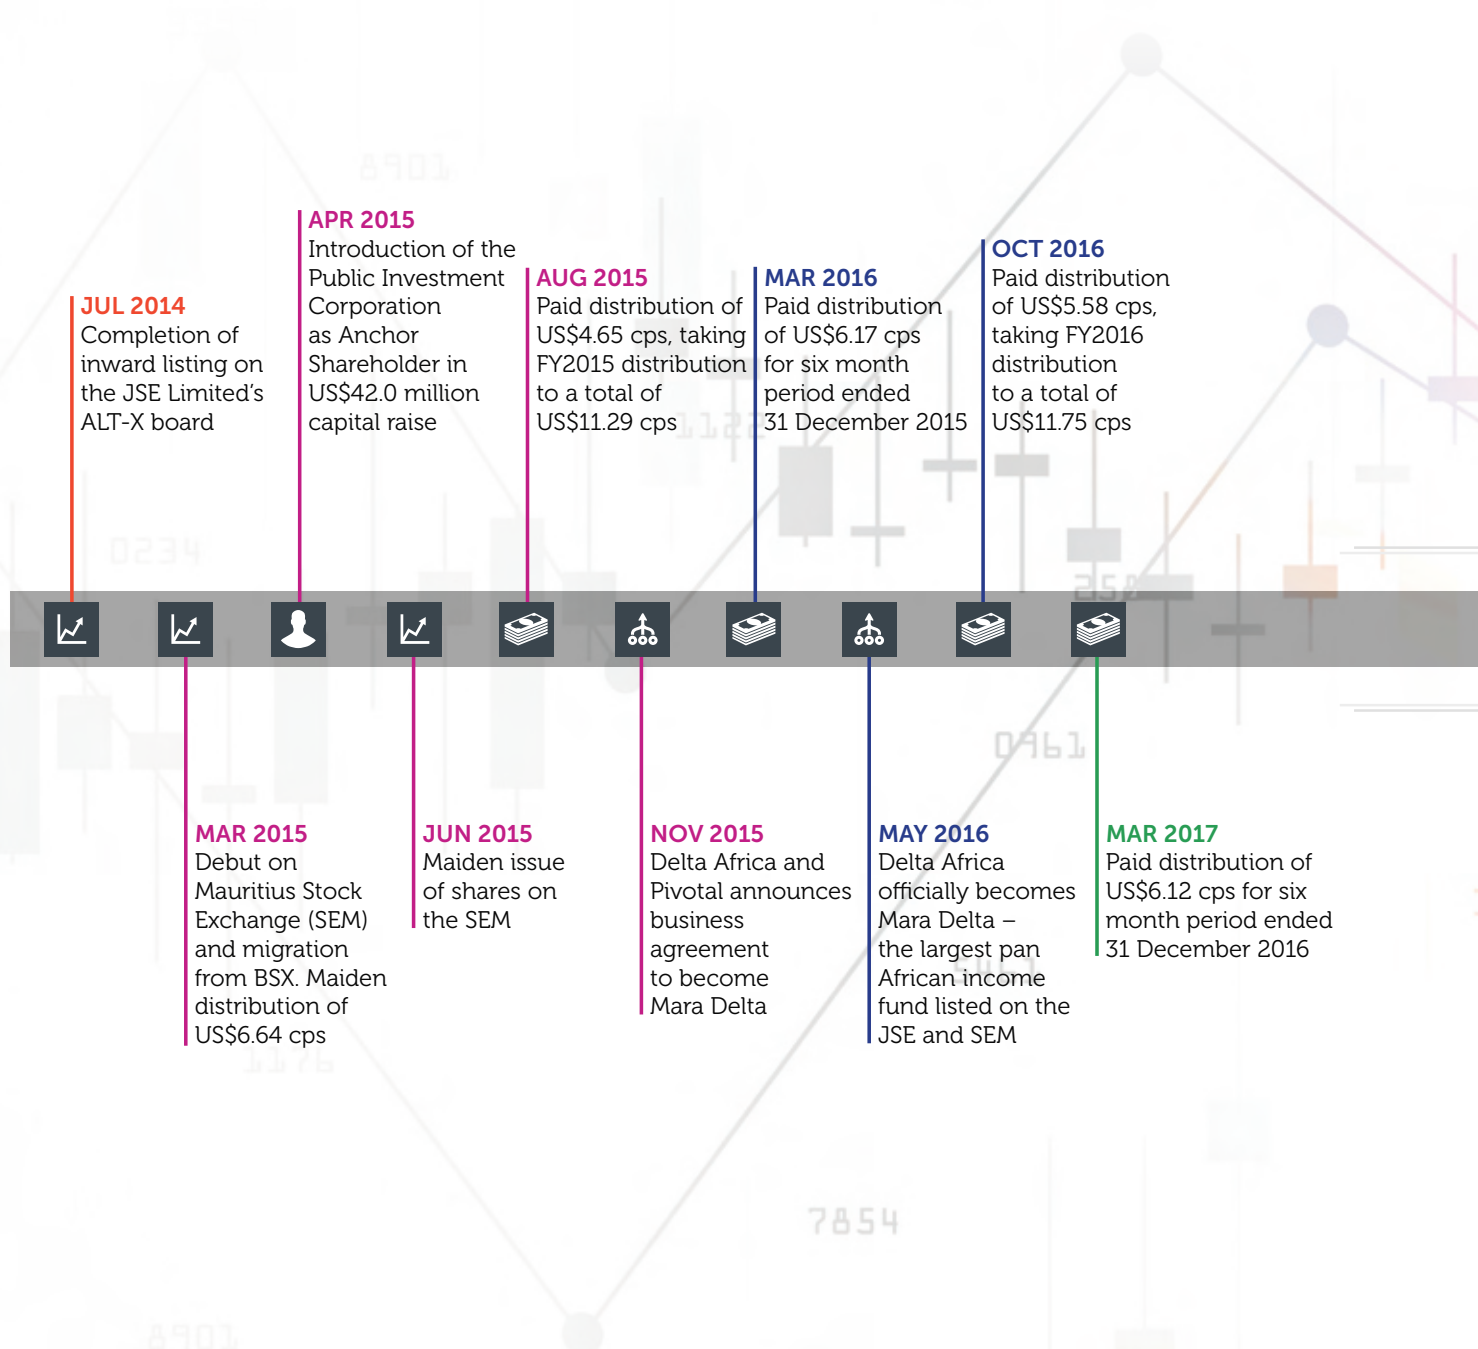 8901
APR 2015
Introduction of the
Public Investment
Corporation
as Anchor
Shareholder in
US$42.0 million
capital raise
OCT 2016
Paid distribution
of US$5.58 cps,
taking FY2016
distribution
to a total of
US$11.75 cps
AUG 2015
Paid distribution of
US$4.65 cps, taking
FY2015 distribution
to a total of
US$11.29 cps
MAR 2016
Paid distribution
of US$6.17 cps
for six month
period ended
31 December 2015
JUL 2014
Completion of
inward listing on
the JSE Limited’s
ALT-X board
1122
0234
0961
MAR 2015
Debut on
Mauritius Stock
Exchange (SEM)
and migration
from BSX. Maiden
distribution of
US$6.64 cps
JUN 2015
Maiden issue
of shares on
the SEM
NOV 2015
Delta Africa and
Pivotal announces
business
agreement
to become
Mara Delta
MAY 2016
Delta Africa
officially becomes
Mara Delta –
the largest pan
African income
fund listed on the
JSE and SEM
MAR 2017
Paid distribution of
US$6.12 cps for six
month period ended
31 December 2016
1176
7854
8901